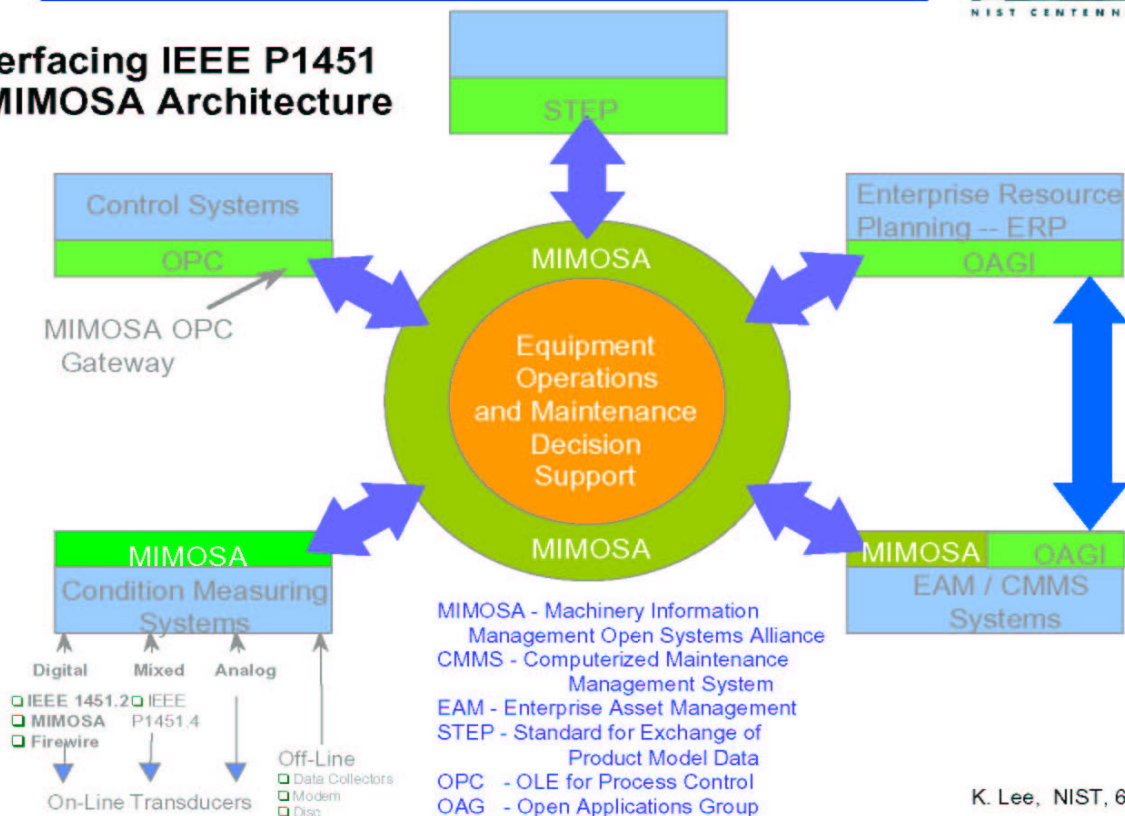 NIST CENTENN
erfacing IEEE P1451
MIMOSA Architecture
STEP
Control Systems
OPC
MIMOSA OPC
Gateway
Enterprise Resource
Planning -- ERP
OAGI
MIMOSA
Equipment
Operations
and Maintenance
Decision
Support
MIMOSA
MIMOSA
Condition Measuring
Systems
MIMOSA OAGI
EAM / CMMS
Systems
Digital Mixed Analog
IEEE 1451.2 IEEE
MIMOSA P1451.4
Firewire
On-Line Transducers
Off-Line
Data Collectors
Modem
Disc
MIMOSA - Machinery Information
Management Open Systems Alliance
CMMS - Computerized Maintenance
Management System
EAM - Enterprise Asset Management
STEP - Standard for Exchange of
Product Model Data
OPC - OLE for Process Control
OAG - Open Applications Group
K. Lee, NIST, 6